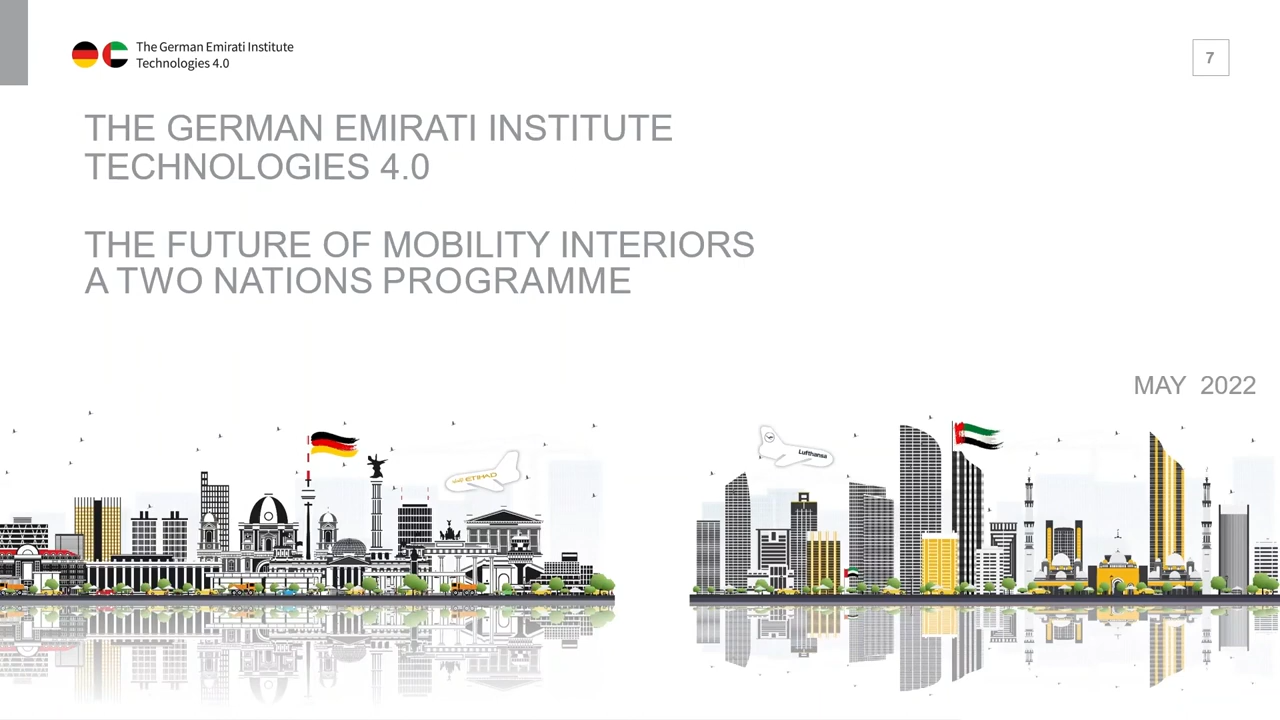 The German Emirati Institute
Technologies 4.0
7
THE GERMAN EMIRATI INSTITUTE
TECHNOLOGIES 4.0
THE FUTURE OF MOBILITY INTERIORS
A TWO NATIONS PROGRAMME
MAY 2022
ETIHAD
Lufthansa